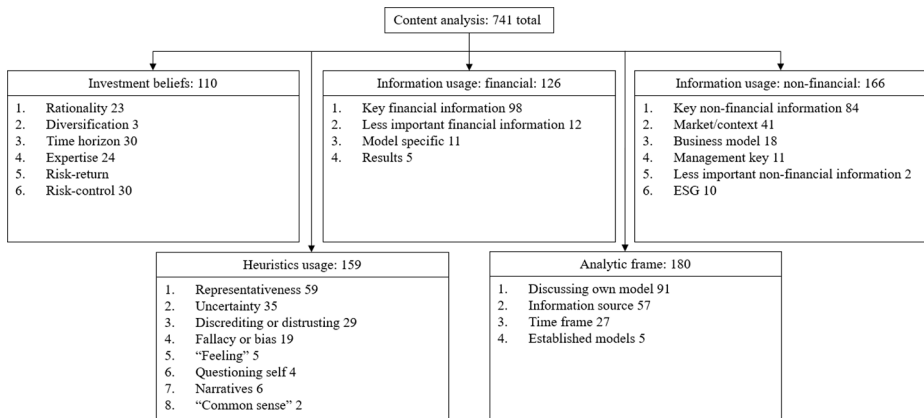 Content analysis: 741 total
Investment beliefs: 110
1. Rationality 23
2. Diversification 3
3. Time horizon 30
4. Expertise 24
5. Risk-return
6. Risk-control 30
Information usage: financial: 126
1. Key financial information 98
2. Less important financial information 12
3. Model specific 11
4. Results 5
Information usage: non-financial: 166
1. Key non-financial information 84
2. Market/context 41
3. Business model 18
4. Management key 11
5. Less important non-financial information 2
6. ESG 10
Heuristics usage: 159
1. Representativeness 59
2. Uncertainty 35
3. Discrediting or distrusting 29
4. Fallacy or bias 19
5. “Feeling” 5
6. Questioning self 4
7. Narratives 6
8. “Common sense” 2
Analytic frame: 180
1. Discussing own model 91
2. Information source 57
3. Time frame 27
4. Established models 5